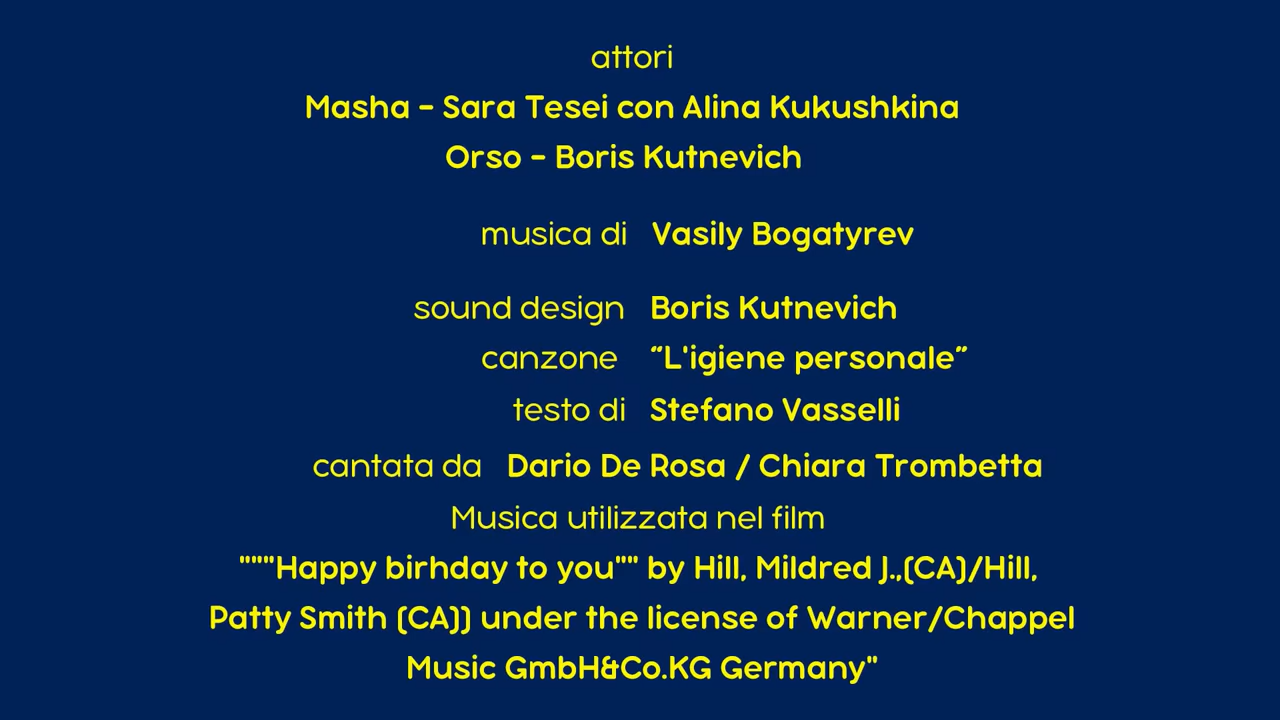 attori
Masha - Sara Tesei con Alina Kukushkina
Orso - Boris Kutnevich
musica di Vasily Bogatyrev
sound design Boris Kutnevich
canzone “L'igiene personale”
testo di Stefano Vasselli
cantata da Dario De Rosa / Chiara Trombetta
Musica utilizzata nel film
"""Happy birhday to you"" by Hill, Mildred J.,(CA)/Hill,
Patty Smith (CA)) under the license of Warner/Chappel
Music GmbH&Co.KG Germany"